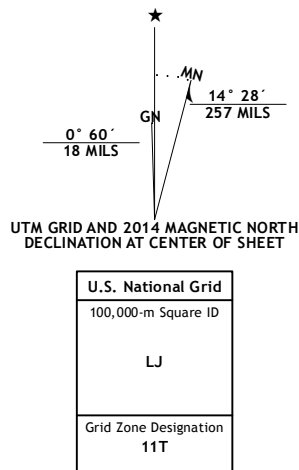 ★
MN
GN
14° 28´
257 MILS
0° 60´
18 MILS
UTM GRID AND 2014 MAGNETIC NORTH
DECLINATION AT CENTER OF SHEET
U.S. National Grid
100,000-m Square ID
LJ
Grid Zone Designation
11T